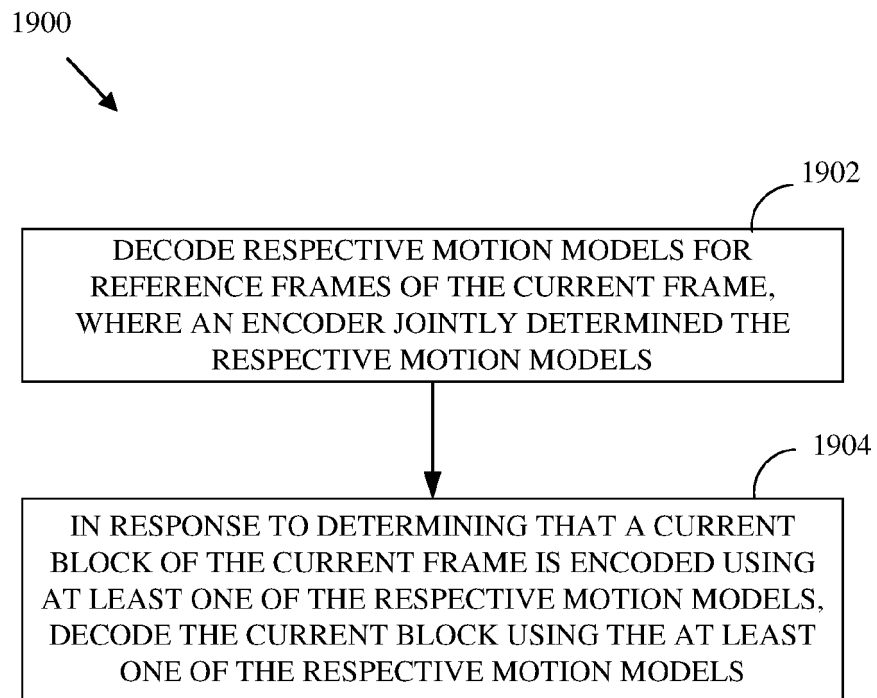 1900
1902
DECODE RESPECTIVE MOTION MODELS FOR
REFERENCE FRAMES OF THE CURRENT FRAME,
WHERE AN ENCODER JOINTLY DETERMINED THE
RESPECTIVE MOTION MODELS
1904
IN RESPONSE TO DETERMINING THAT A CURRENT
BLOCK OF THE CURRENT FRAME IS ENCODED USING
AT LEAST ONE OF THE RESPECTIVE MOTION MODELS,
DECODE THE CURRENT BLOCK USING THE AT LEAST
ONE OF THE RESPECTIVE MOTION MODELS